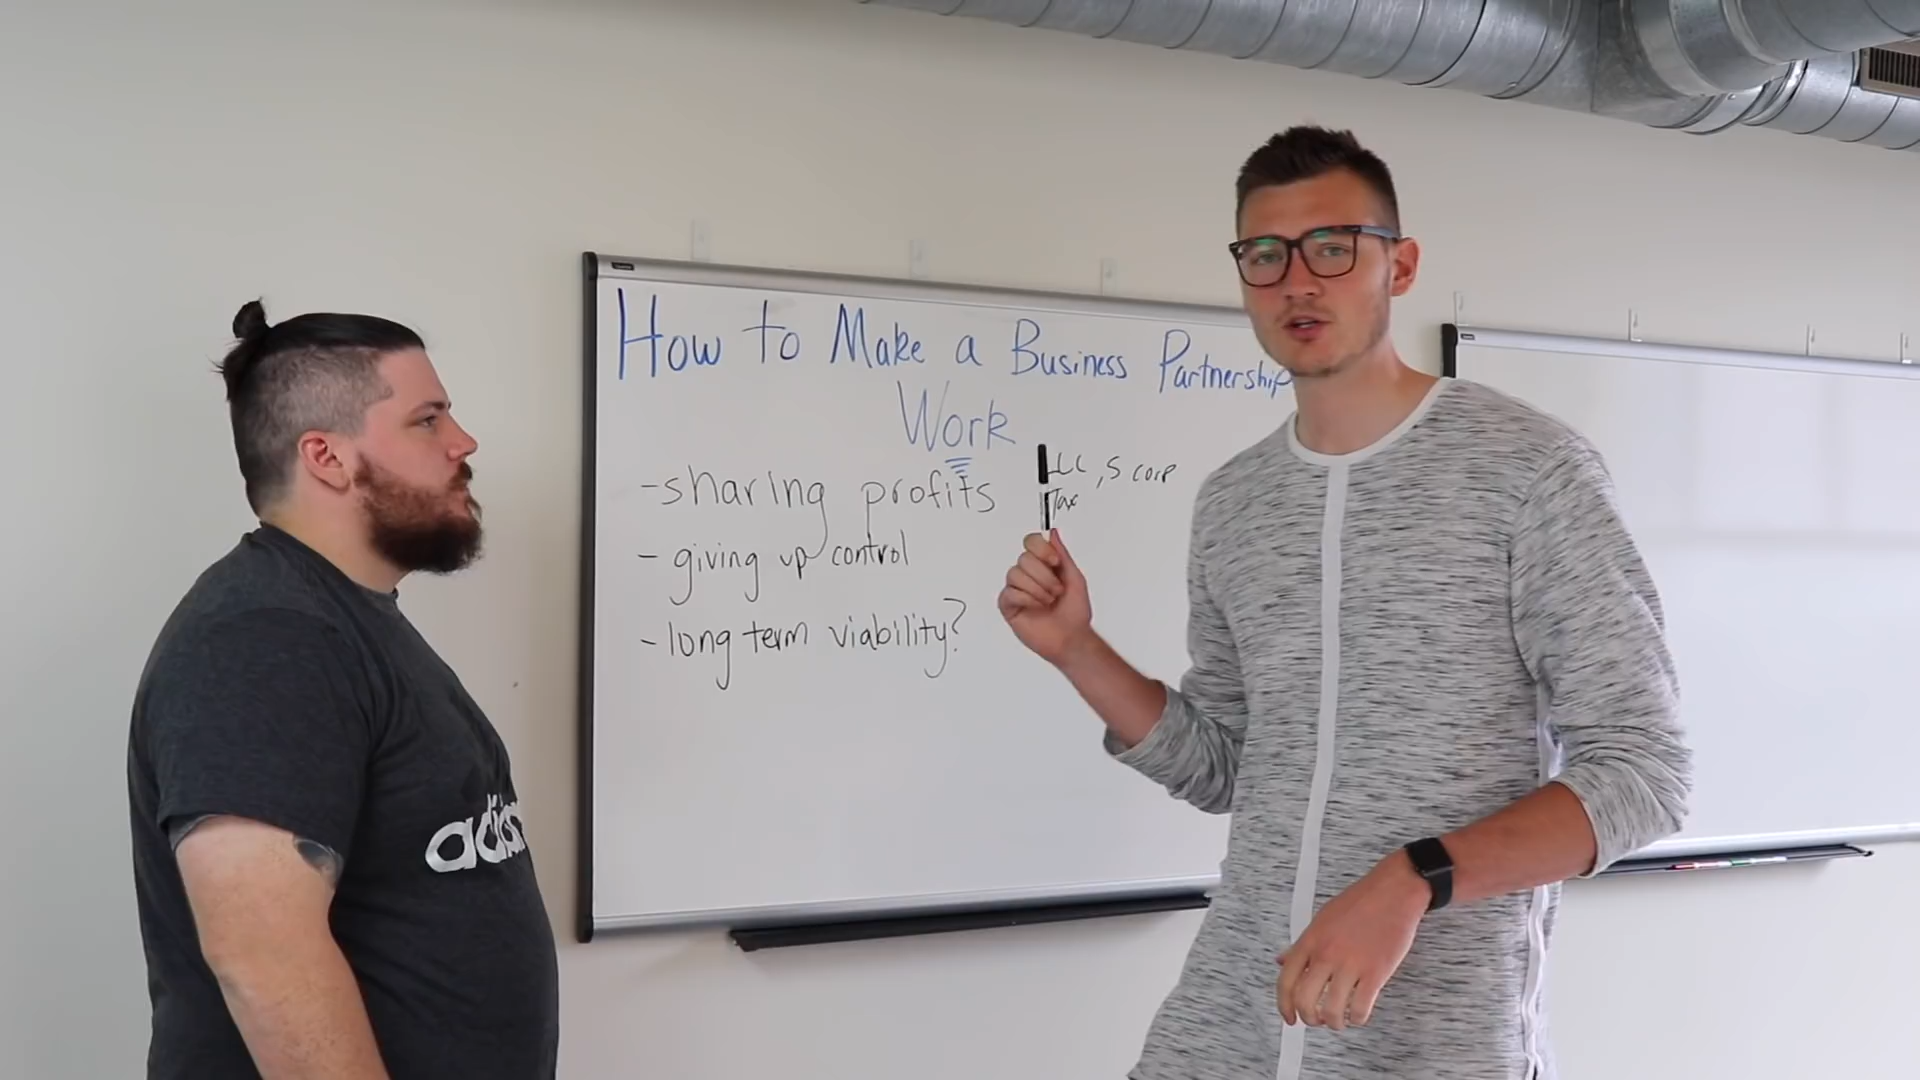 How to Make a Business Partnership
Work
-sharing profits
LLC, S corp
Tax
- giving up control
- long term viability?
adidas